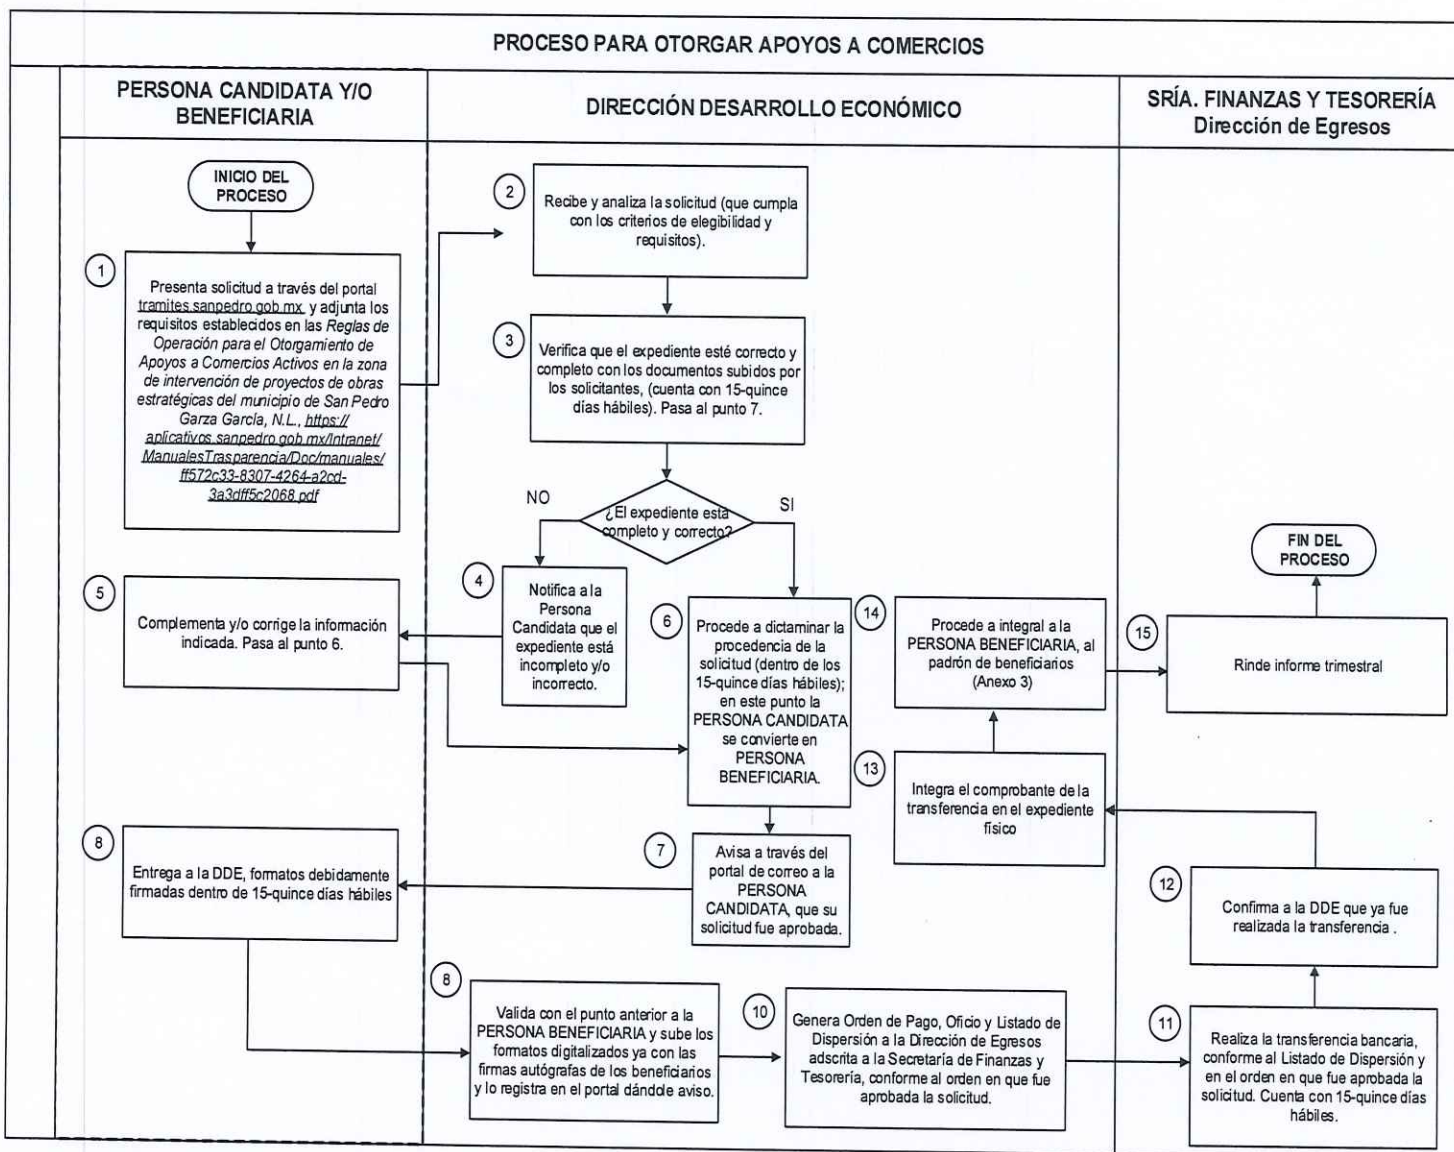 PROCESO PARA OTORGAR APOYOS A COMERCIOS
PERSONA CANDIDATA Y/O
BENEFICIARIA
DIRECCIÓN DESARROLLO ECONÓMICO
SRÍA. FINANZAS Y TESORERÍA
Dirección de Egresos
INICIO DEL
PROCESO
1
Presenta solicitud a través del portal
tramites.sanpedro.gob.mx y adjunta los
requisitos establecidos en las Reglas de
Operación para el Otorgamiento de
Apoyos a Comercios Activos en la zona
de intervención de proyectos de obras
estratégicas del municipio de San Pedro
Garza García, N.L., https://
aplicativos.sanpedro.gob.mx/Intranet/
ManualesTrasparencia/Doc/manuales/
ff572c33-8307-4264-a2cd-
3a3dff5c2068.pdf
2
Recibe y analiza la solicitud (que cumpla
con los criterios de elegibilidad y
requisitos).
3
Verifica que el expediente esté correcto y
completo con los documentos subidos por
los solicitantes, (cuenta con 15-quince
días hábiles). Pasa al punto 7.
¿El expediente está
completo y correcto?
NO
SI
4
Notifica a la
Persona
Candidata que el
expediente está
incompleto y/o
incorrecto.
5
Complementa y/o corrige la información
indicada. Pasa al punto 6.
6
Procede a dictaminar la
procedencia de la
solicitud (dentro de los
15-quince días hábiles);
en este punto la
PERSONA CANDIDATA
se convierte en
PERSONA
BENEFICIARIA.
7
Avisa a través del
portal de correo a la
PERSONA
CANDIDATA, que su
solicitud fue aprobada.
8
Entrega a la DDE, formatos debidamente
firmadas dentro de 15-quince días hábiles
8
Valida con el punto anterior a la
PERSONA BENEFICIARIA y sube los
formatos digitalizados ya con las
firmas autógrafas de los beneficiarios
y lo registra en el portal dándole aviso.
10
Genera Orden de Pago, Oficio y Listado de
Dispersión a la Dirección de Egresos
adscrita a la Secretaría de Finanzas y
Tesorería, conforme al orden en que fue
aprobada la solicitud.
11
Realiza la transferencia bancaria,
conforme al Listado de Dispersión y
en el orden en que fue aprobada la
solicitud. Cuenta con 15-quince días
hábiles.
12
Confirma a la DDE que ya fue
realizada la transferencia .
13
Integra el comprobante de la
transferencia en el expediente
físico
14
Procede a integral a la
PERSONA BENEFICIARIA, al
padrón de beneficiarios
(Anexo 3)
15
Rinde informe trimestral
FIN DEL
PROCESO